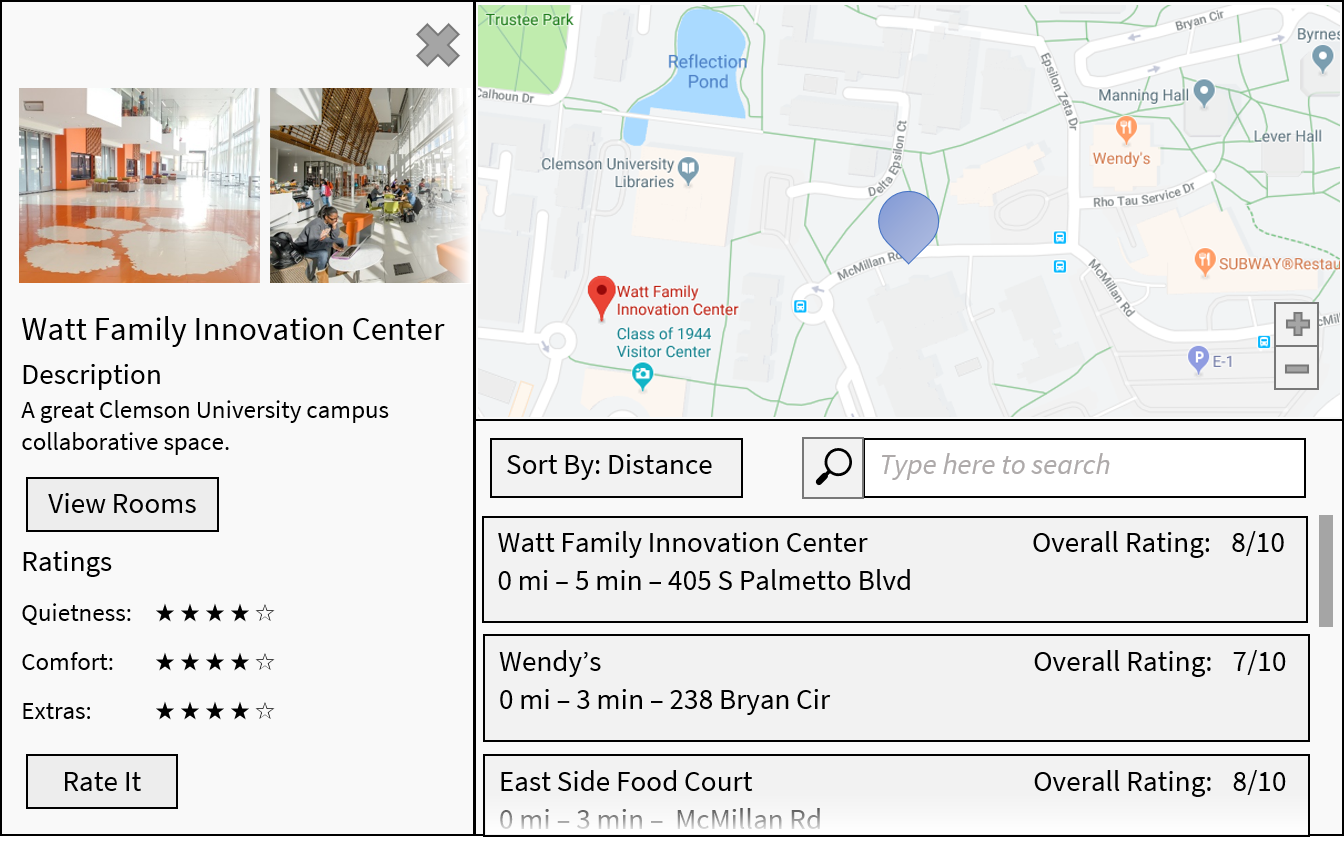 Watt Family Innovation Center
Description
A great Clemson University campus
collaborative space.
View Rooms
Ratings
Quietness: ★ ★ ★ ★ ☆
Comfort: ★ ★ ★ ★ ☆
Extras: ★ ★ ★ ★ ☆
Rate It
Trustee Park
Reflection
Pond
Calhoun Dr
Clemson University
Libraries
Delta Epsilon Ct
Epsilon Zeta Dr
Bryan Cir
Byrnes
Manning Hall
Lever Hall
Wendy's
Rho Tau Service Dr
SUBWAY®Restau
McMillan Rd
McMillan Rd
Watt Family
Innovation Center
Class of 1944
Visitor Center
P
E-1
cMil
Sort By: Distance
Type here to search
Watt Family Innovation Center Overall Rating: 8/10
0 mi – 5 min – 405 S Palmetto Blvd
Wendy’s Overall Rating: 7/10
0 mi – 3 min – 238 Bryan Cir
East Side Food Court Overall Rating: 8/10
0 mi – 3 min – McMillan Rd